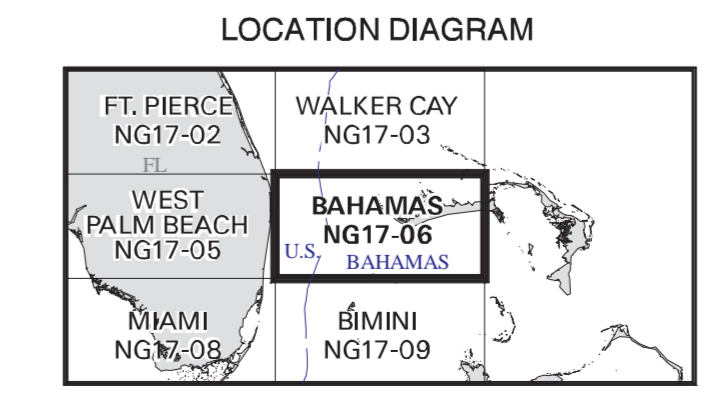 LOCATION DIAGRAM
FT. PIERCE
NG17-02
FL
WALKER CAY
NG17-03
WEST
PALM BEACH
NG17-05
BAHAMAS
NG17-06
U.S.
BAHAMAS
MIAMI
NG17-08
BIMINI
NG17-09